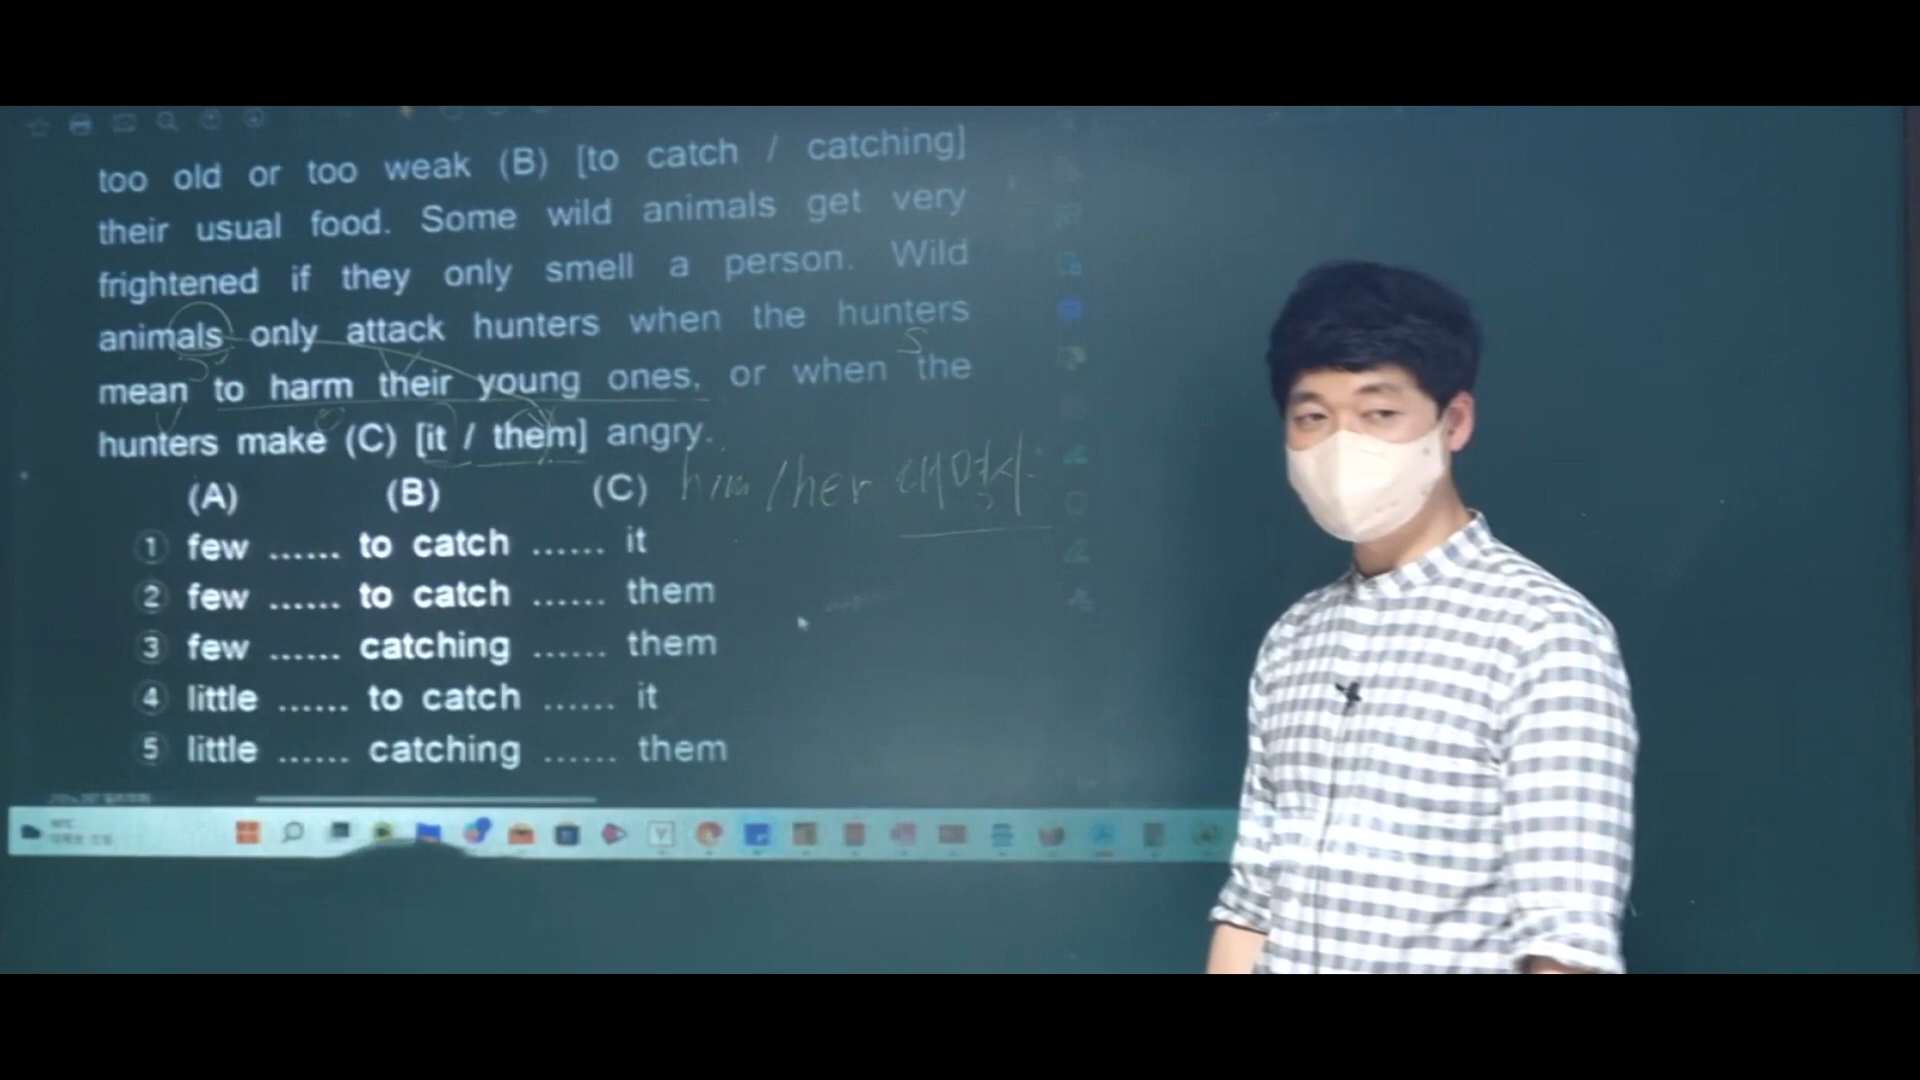 too old or too weak (B) [to catch / catching]
their usual food. Some wild animals get very
frightened if they only smell a person. Wild
animals only attack hunters when the hunters
mean to harm their young ones, or when the
hunters make (C) [it / them] angry.
him / her 대명사
(A) (B) (C)
① few ...... to catch ...... it
② few ...... to catch ...... them
③ few ...... catching ...... them
④ little ...... to catch ...... it
⑤ little ...... catching ...... them